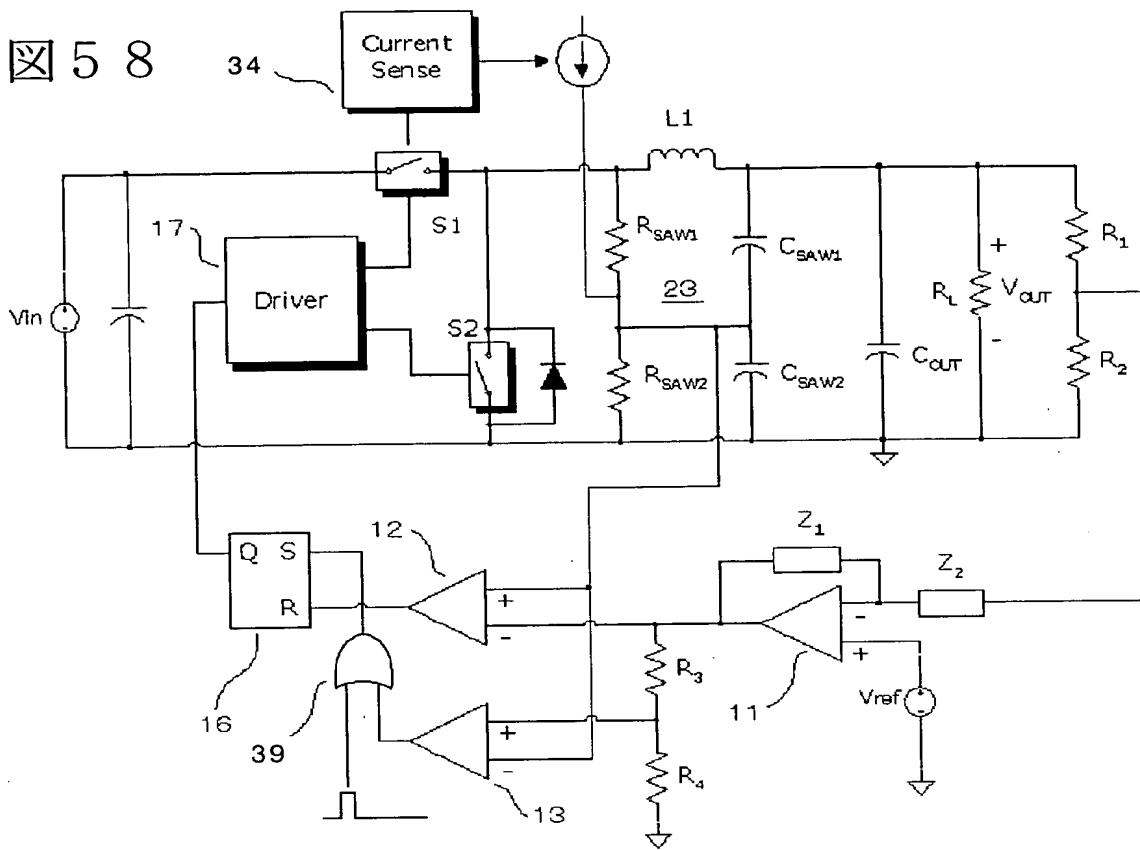 図58
34
Current
Sense
L1
S1
17
Driver
Vin
S2
RSAW1
CSAW1
23
RSAW2
CSAW2
+
RL
VOUT
-
COUT
R1
R2
12
Q
S
R
16
+
-
Z1
Z2
-
+
11
Vref
39
R3
+
-
13
R4